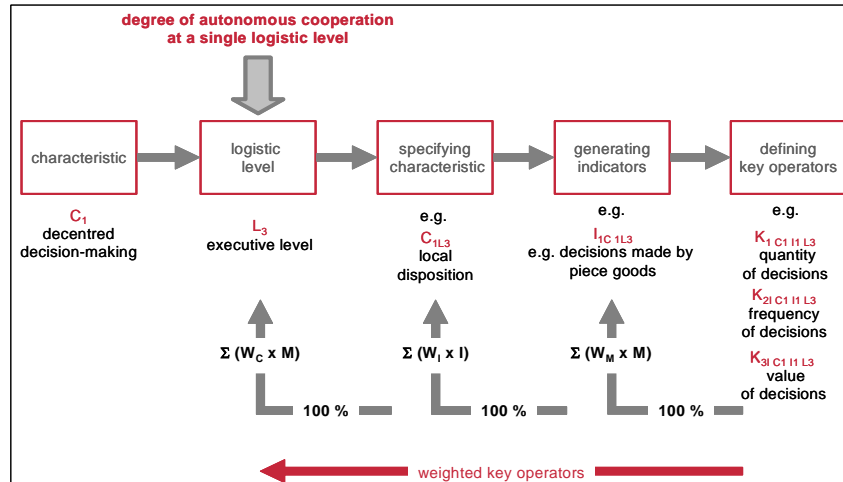 degree of autonomous cooperation
at a single logistic level
characteristic
logistic
level
specifying
characteristic
generating
indicators
defining
key operators
C1
decentred
decision-making
L3
executive level
e.g.
C1L3
local
disposition
e.g.
I1C 1L3
e.g. decisions made by
piece goods
e.g.
K1 C1 I1 L3
quantity
of decisions
K2I C1 I1 L3
frequency
of decisions
K3I C1 I1 L3
value
of decisions
Σ (WC x M)
Σ (WI x I)
Σ (WM x M)
100 %
100 %
100 %
weighted key operators